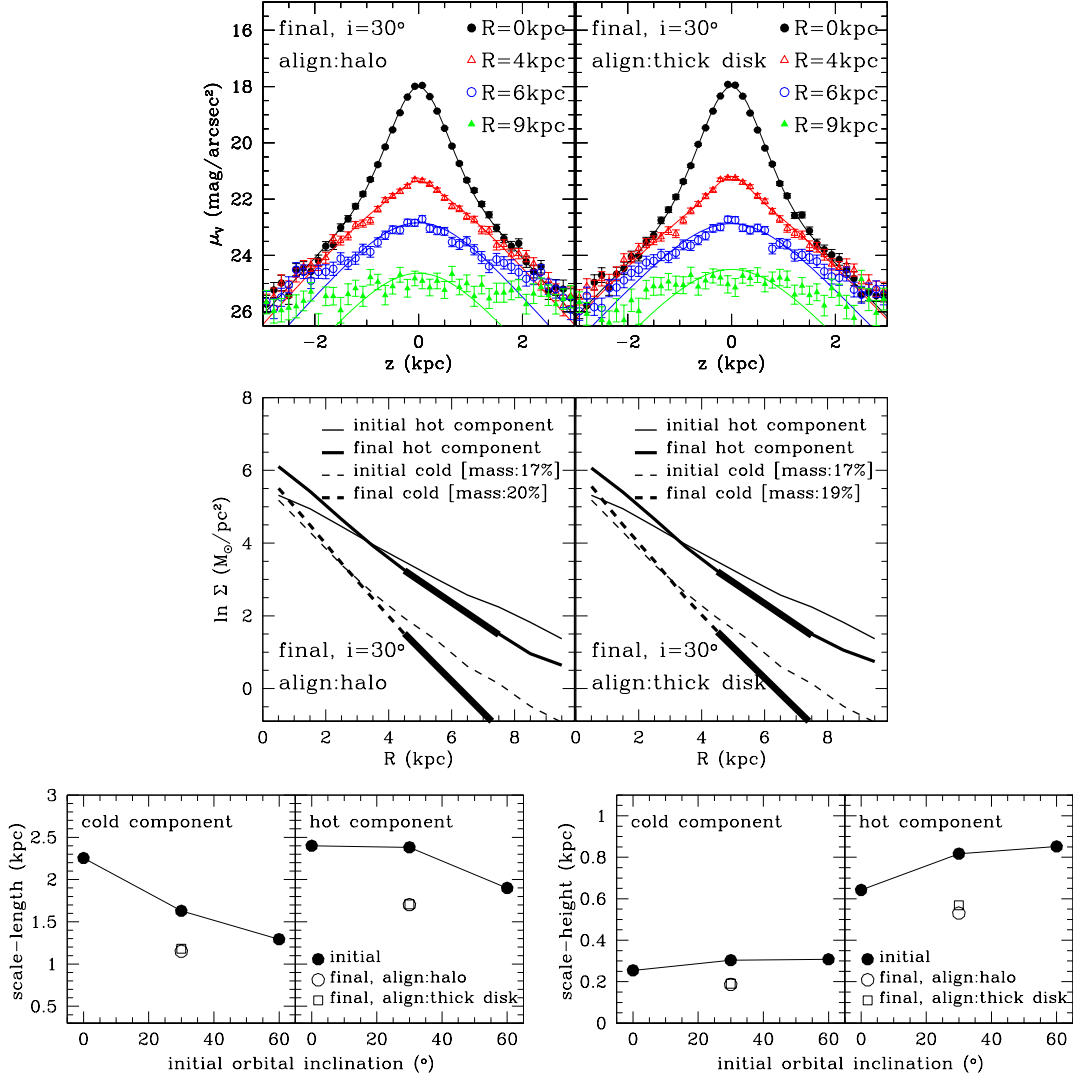 final, i=30°
align:halo
R=0kpc
R=4kpc
R=6kpc
R=9kpc
final, i=30°
align:thick disk
R=0kpc
R=4kpc
R=6kpc
R=9kpc
16
18
20
22
24
26
μV (mag/arcsec²)
−2
0
2
−2
0
2
z (kpc)
z (kpc)
initial hot component
final hot component
initial cold [mass:17%]
final cold [mass:20%]
final, i=30°
align:halo
initial hot component
final hot component
initial cold [mass:17%]
final cold [mass:19%]
final, i=30°
align:thick disk
8
6
4
2
0
ln Σ (M⊙/pc²)
0
2
4
6
8
0
2
4
6
8
R (kpc)
R (kpc)
cold component
hot component
initial
final, align:halo
final, align:thick disk
3
2.5
2
1.5
1
0.5
scale−length (kpc)
0
20
40
60
0
20
40
60
initial orbital inclination (°)
cold component
hot component
initial
final, align:halo
final, align:thick disk
1
0.8
0.6
0.4
0.2
0
scale−height (kpc)
0
20
40
60
0
20
40
60
initial orbital inclination (°)